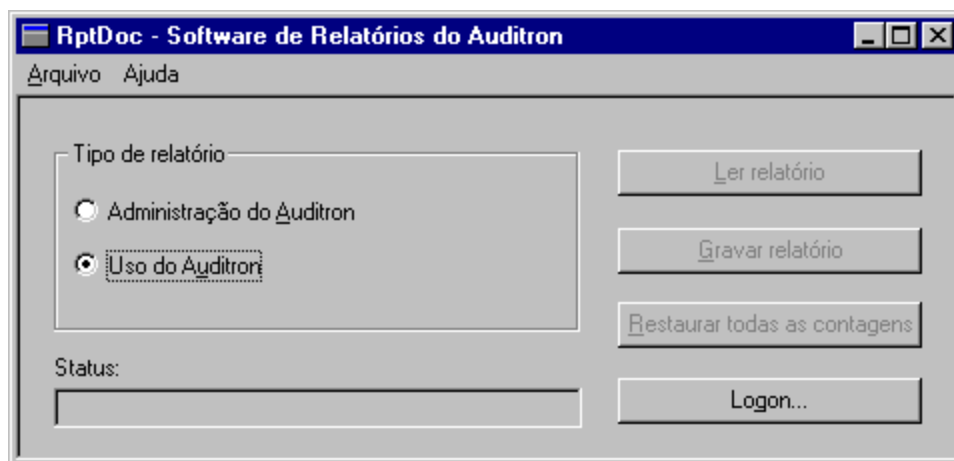 RptDoc - Software de Relatórios do Auditron
Arquivo Ajuda
Tipo de relatório
Administração do Auditron
Uso do Auditron
Status:
Ler relatório
Gravar relatório
Restaurar todas as contagens
Logon...